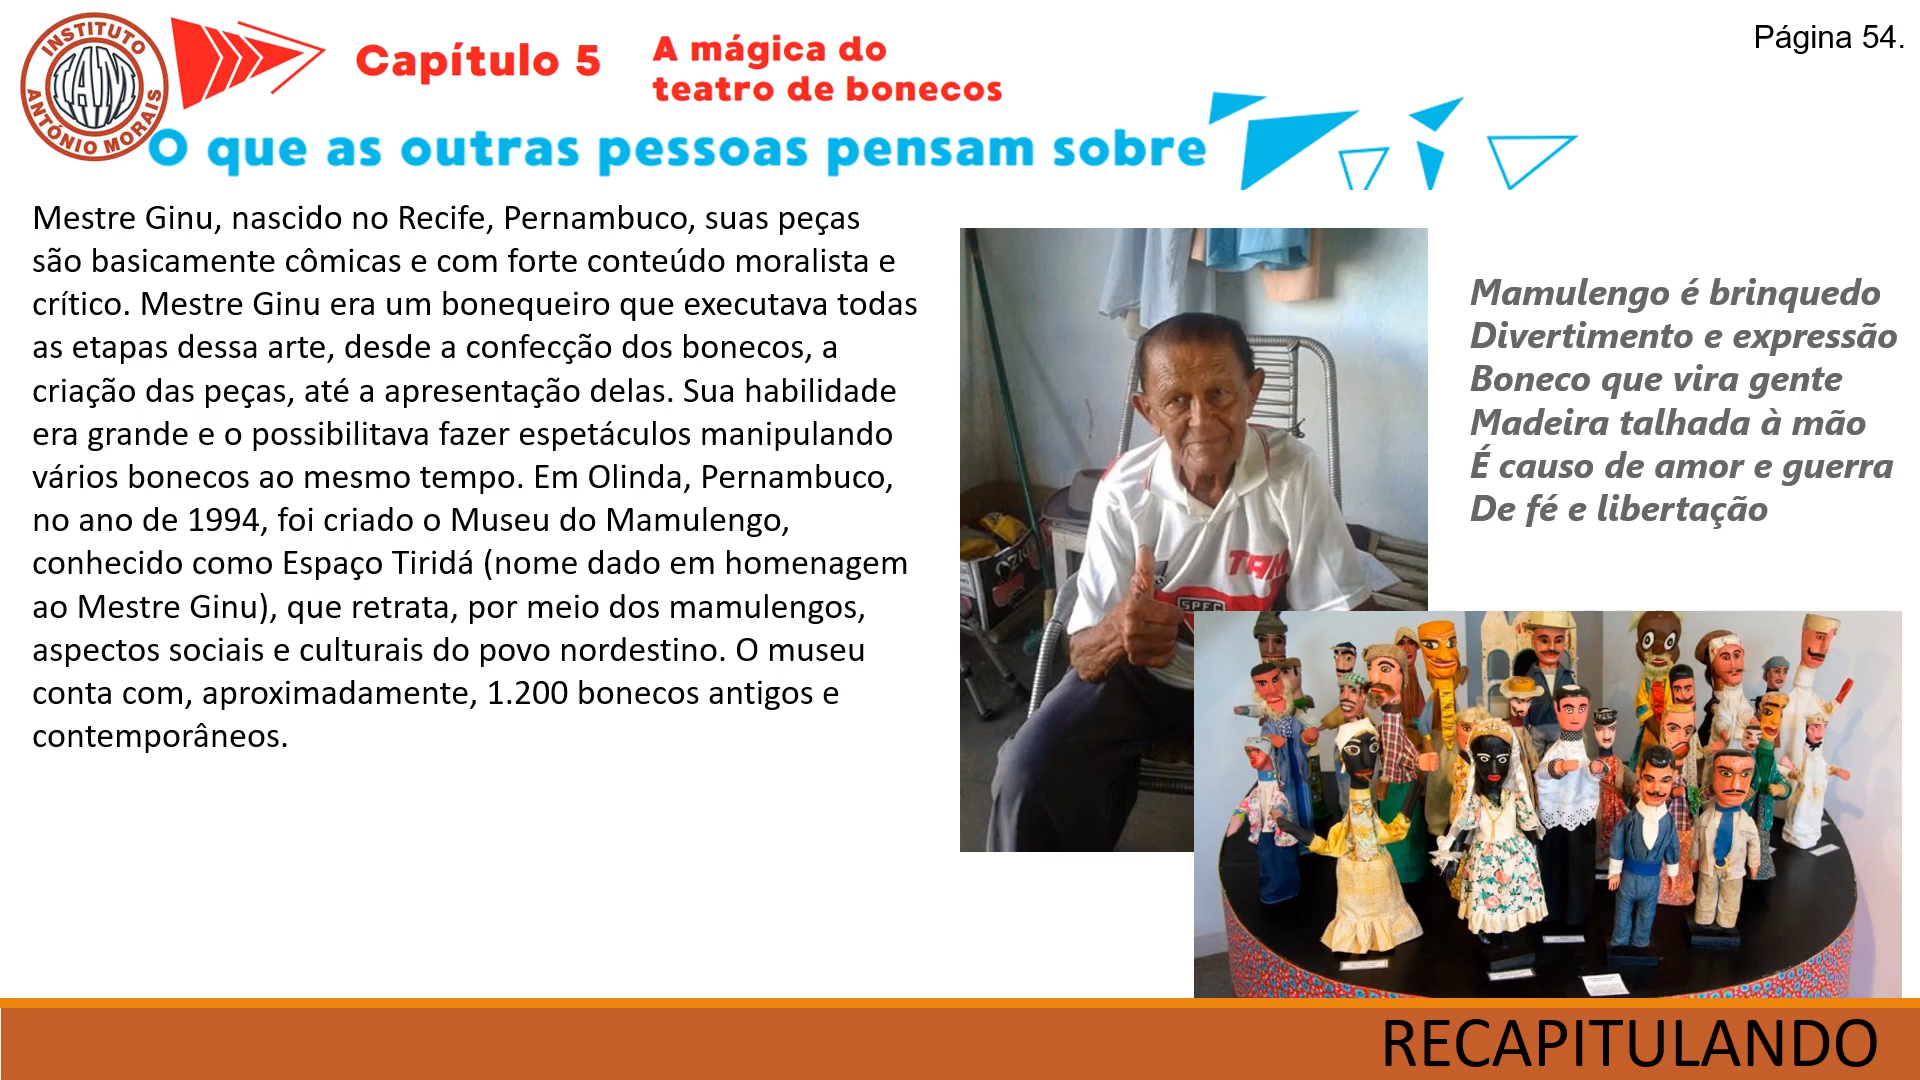 INSTITUTO
IAM
ANTÔNIO MORAIS
Capítulo 5
A mágica do
teatro de bonecos
Página 54.
O que as outras pessoas pensam sobre
Mestre Ginu, nascido no Recife, Pernambuco, suas peças
são basicamente cômicas e com forte conteúdo moralista e
crítico. Mestre Ginu era um bonequeiro que executava todas
as etapas dessa arte, desde a confecção dos bonecos, a
criação das peças, até a apresentação delas. Sua habilidade
era grande e o possibilitava fazer espetáculos manipulando
vários bonecos ao mesmo tempo. Em Olinda, Pernambuco,
no ano de 1994, foi criado o Museu do Mamulengo,
conhecido como Espaço Tiridá (nome dado em homenagem
ao Mestre Ginu), que retrata, por meio dos mamulengos,
aspectos sociais e culturais do povo nordestino. O museu
conta com, aproximadamente, 1.200 bonecos antigos e
contemporâneos.
Mamulengo é brinquedo
Divertimento e expressão
Boneco que vira gente
Madeira talhada à mão
É causo de amor e guerra
De fé e libertação
TAM
SPFC
RECAPITULANDO